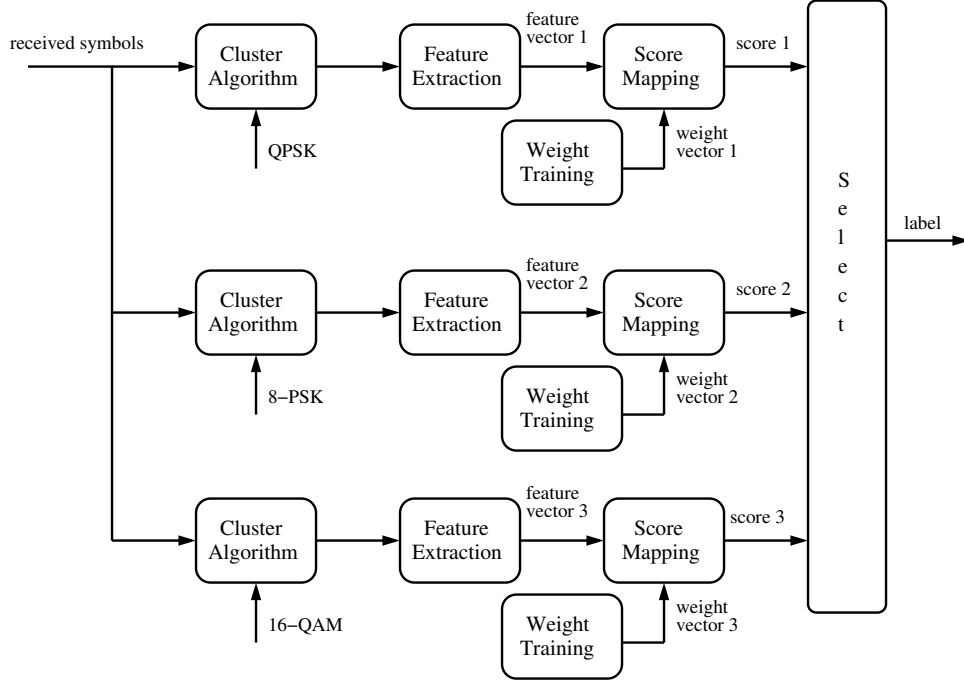 received symbols
Cluster
Algorithm
QPSK
Feature
Extraction
feature
vector 1
Score
Mapping
score 1
Weight
Training
weight
vector 1
Cluster
Algorithm
8−PSK
Feature
Extraction
feature
vector 2
Score
Mapping
score 2
Weight
Training
weight
vector 2
Cluster
Algorithm
16−QAM
Feature
Extraction
feature
vector 3
Score
Mapping
score 3
Weight
Training
weight
vector 3
S
e
l
e
c
t
label